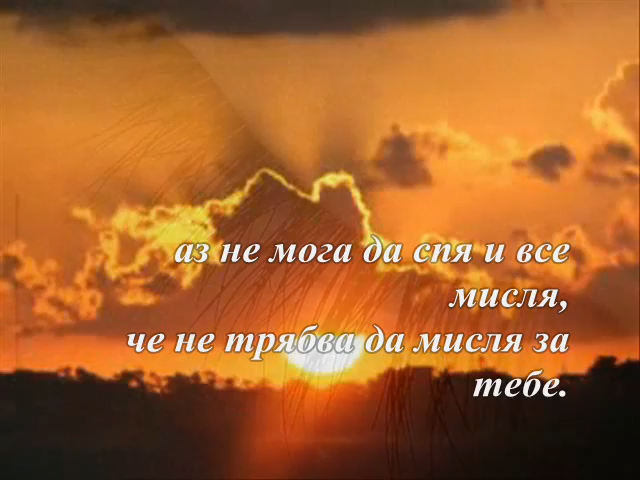 аз не мога да спя и все
мисля,
че не трябва да мисля за
тебе.